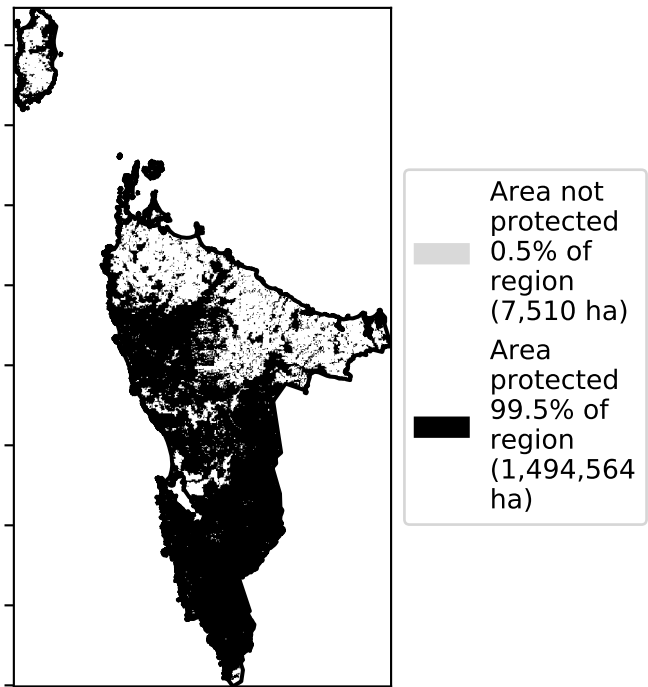 Area not
protected
0.5% of
region
(7,510 ha)
Area
protected
99.5% of
region
(1,494,564
ha)